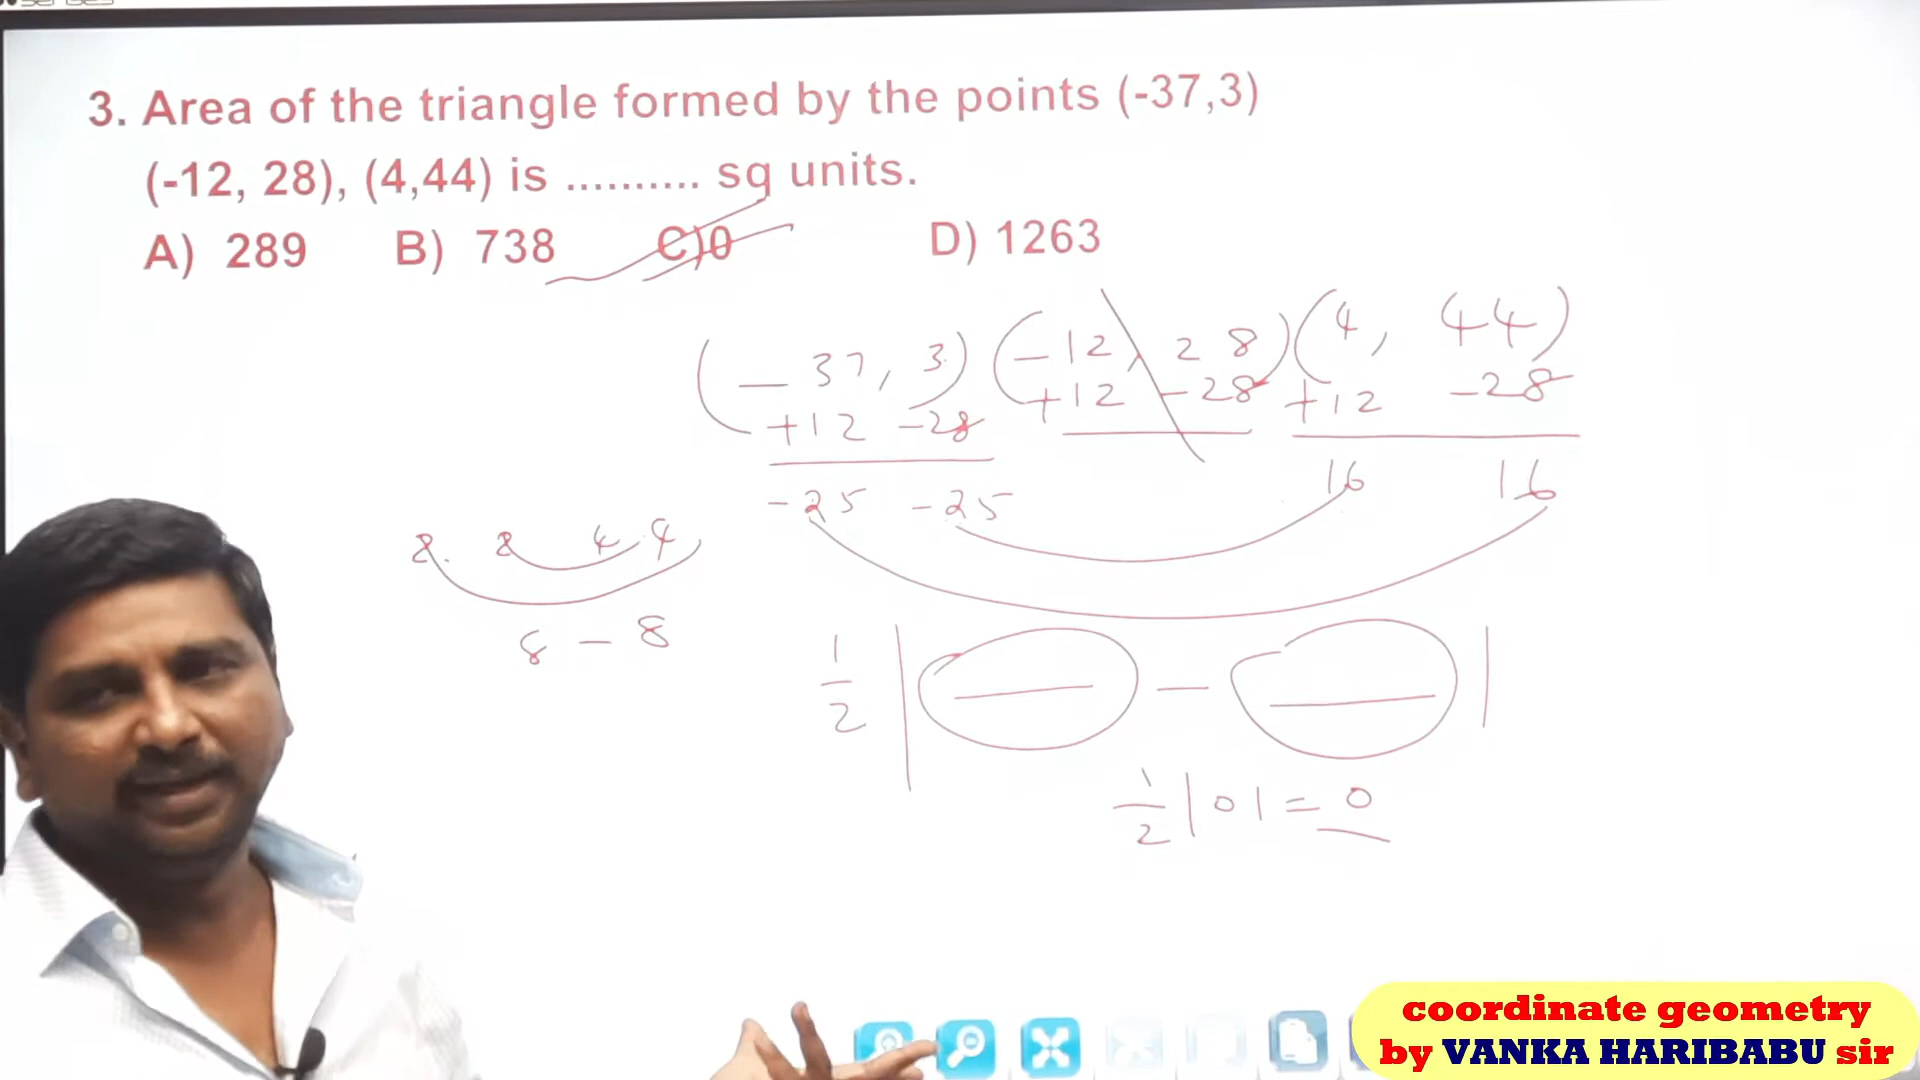 3. Area of the triangle formed by the points (-37,3)
(-12, 28), (4,44) is .......... sq units.
A) 289 B) 738 C)0 D) 1263
(-37, 3) (-12, 28) (4, 44)
+12 -28 +12 -28 +12 -28
-25 -25 16 16
8. 8 4 4
8 - 8
1/2 | — |
1/2 |0| = 0
coordinate geometry
by VANKA HARIBABU sir